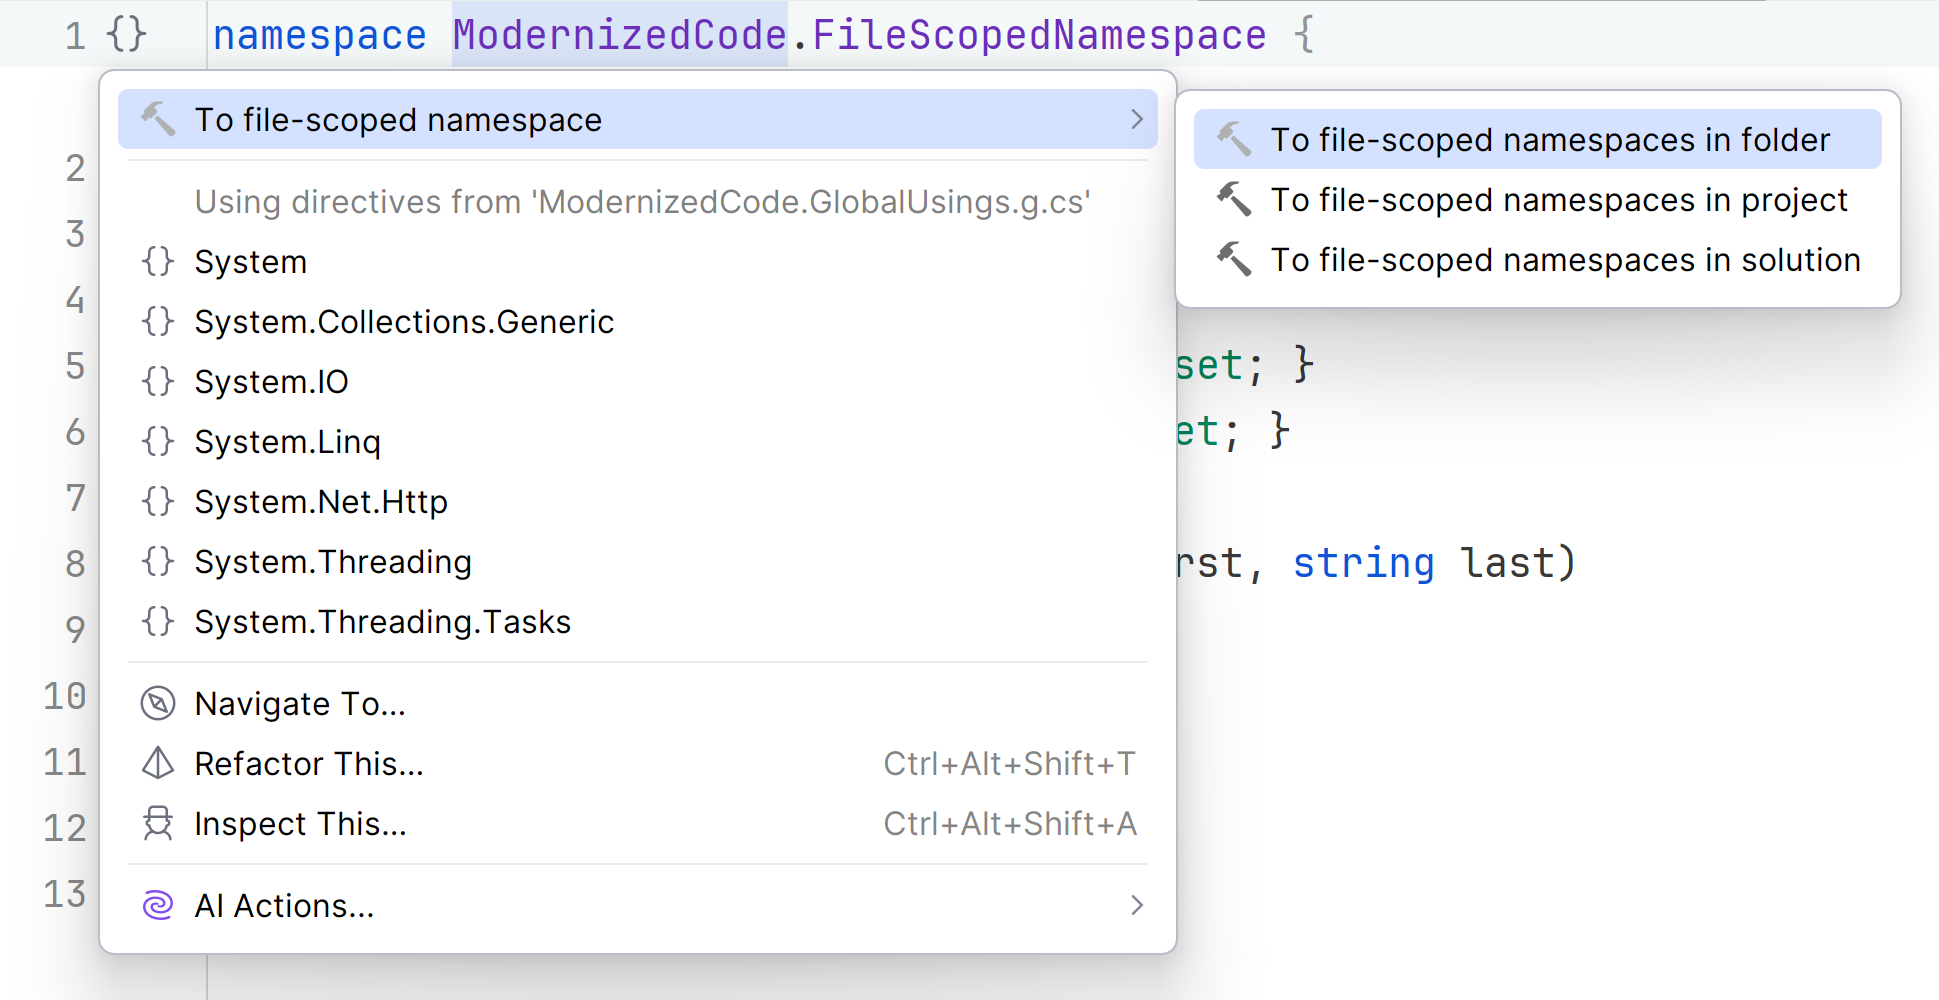 1 {} namespace ModernizedCode.FileScopedNamespace {
To file-scoped namespace
To file-scoped namespaces in folder
To file-scoped namespaces in project
To file-scoped namespaces in solution
Using directives from 'ModernizedCode.GlobalUsings.g.cs'
{} System
{} System.Collections.Generic
{} System.IO
{} System.Linq
{} System.Net.Http
{} System.Threading
{} System.Threading.Tasks
Navigate To...
Refactor This... Ctrl+Alt+Shift+T
Inspect This... Ctrl+Alt+Shift+A
AI Actions...
2
3
4
5 set; }
6 et; }
7
8 rst, string last)
9
10
11
12
13